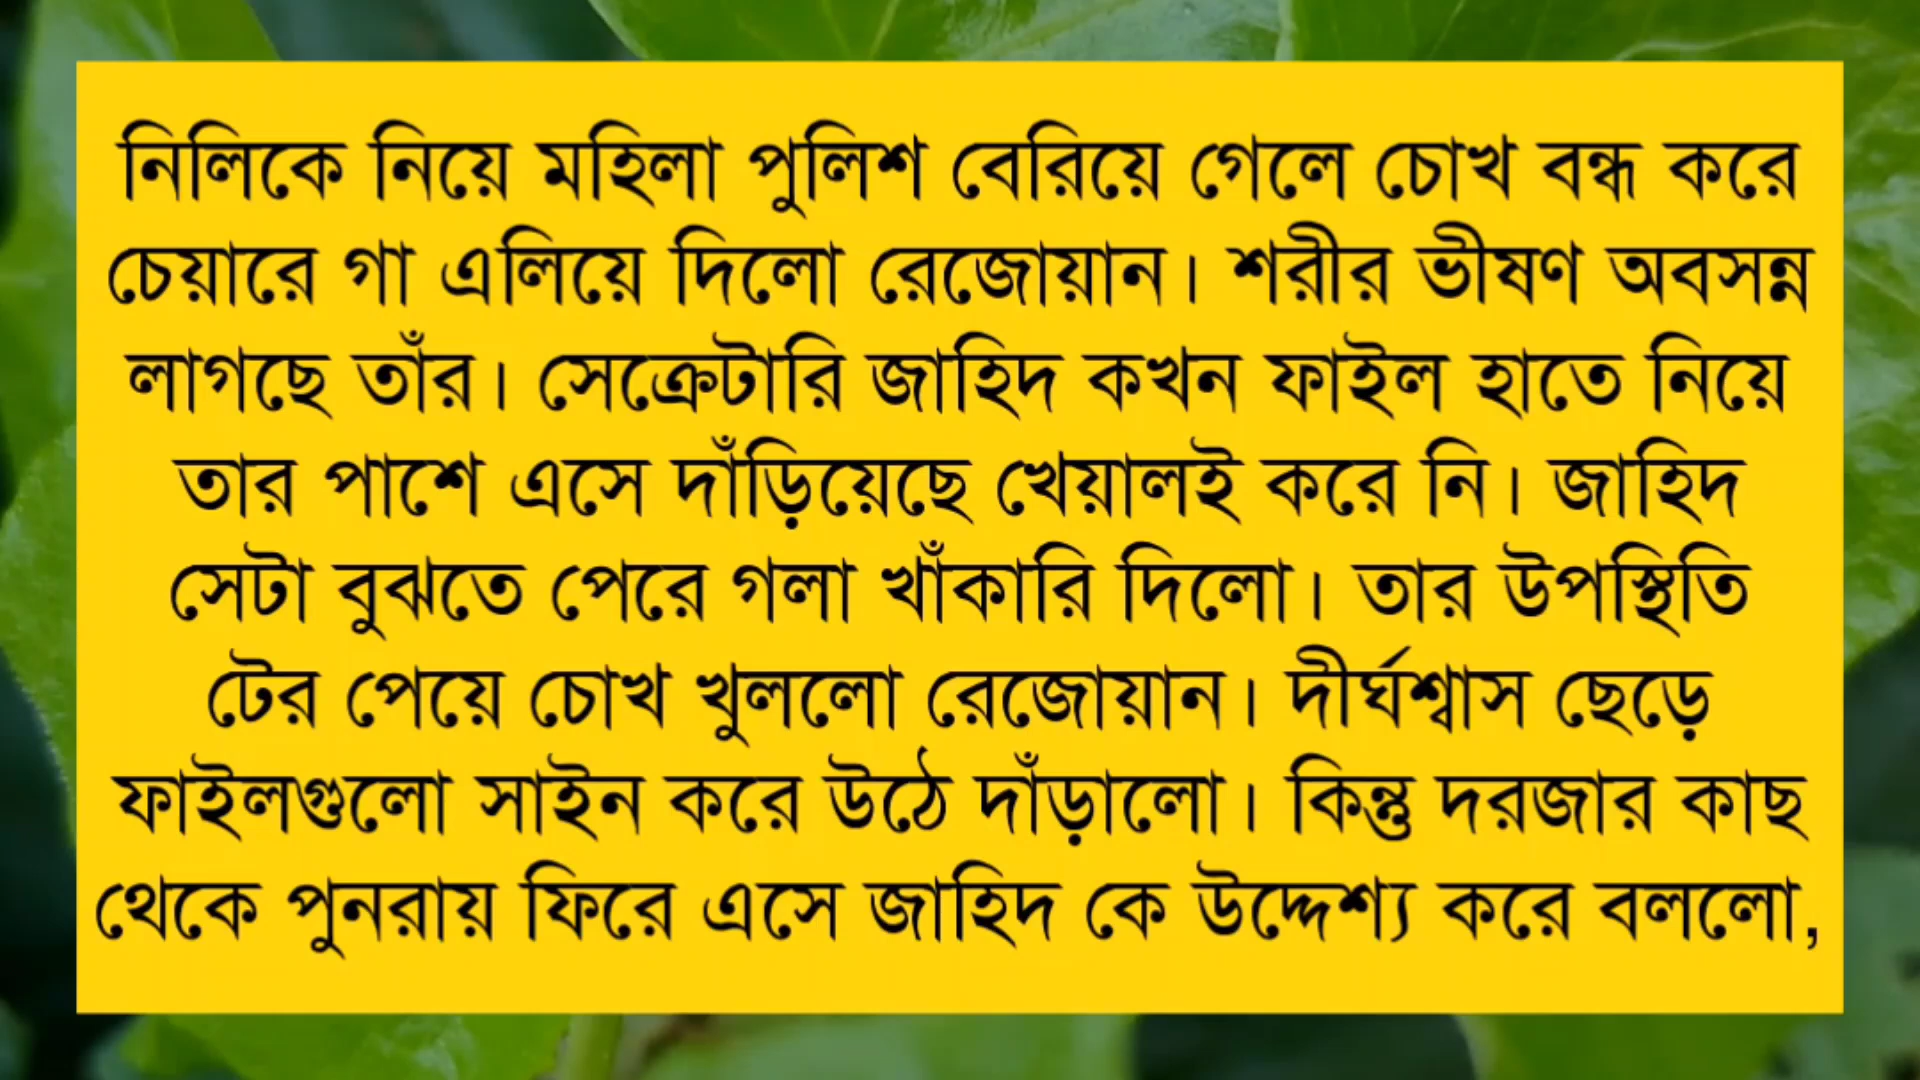 নিলিকে নিয়ে মহিলা পুলিশ বেরিয়ে গেলে চোখ বন্ধ করে
চেয়ারে গা এলিয়ে দিলো রেজোয়ান। শরীর ভীষণ অবসন্ন
লাগছে তাঁর। সেক্রেটারি জাহিদ কখন ফাইল হাতে নিয়ে
তার পাশে এসে দাঁড়িয়েছে খেয়ালই করে নি। জাহিদ
সেটা বুঝতে পেরে গলা খাঁকারি দিলো। তার উপস্থিতি
টের পেয়ে চোখ খুললো রেজোয়ান। দীর্ঘশ্বাস ছেড়ে
ফাইলগুলো সাইন করে উঠে দাঁড়ালো। কিন্তু দরজার কাছ
থেকে পুনরায় ফিরে এসে জাহিদ কে উদ্দেশ্য করে বললো,